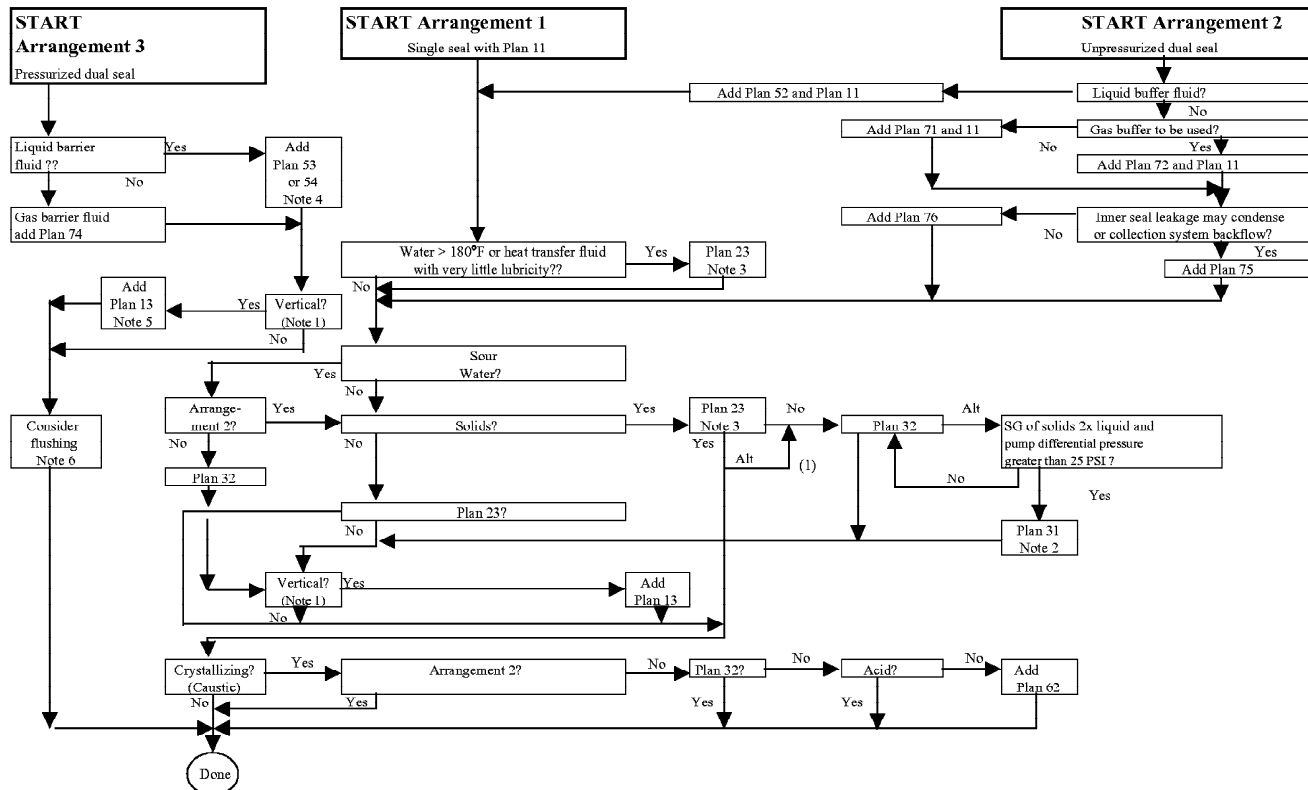 START
Arrangement 3
Pressurized dual seal
START Arrangement 1
Single seal with Plan 11
START Arrangement 2
Unpressurized dual seal
Add Plan 52 and Plan 11
Liquid buffer fluid?
No
Add Plan 71 and 11
No
Gas buffer to be used?
Yes
Add Plan 72 and Plan 11
Liquid barrier
fluid ??
Yes
No
Add
Plan 53
or 54
Note 4
Gas barrier fluid
add Plan 74
Add Plan 76
No
Inner seal leakage may condense
or collection system backflow?
Yes
Add Plan 75
Water > 180°F or heat transfer fluid
with very little lubricity??
Yes
No
Plan 23
Note 3
Add
Plan 13
Note 5
Yes
Vertical?
(Note 1)
No
Sour
Water?
Yes
No
Consider
flushing
Note 6
Arrange-
ment 2?
Yes
No
Solids?
Yes
No
Plan 23
Note 3
Yes
No
Alt
(1)
Plan 32
Alt
SG of solids 2x liquid and
pump differential pressure
greater than 25 PSI ?
No
Yes
Plan 32
Plan 23?
No
Plan 31
Note 2
Vertical?
(Note 1)
Yes
No
Add
Plan 13
Crystallizing?
(Caustic)
Yes
No
Arrangement 2?
No
Yes
Plan 32?
No
Yes
Acid?
No
Yes
Add
Plan 62
Done